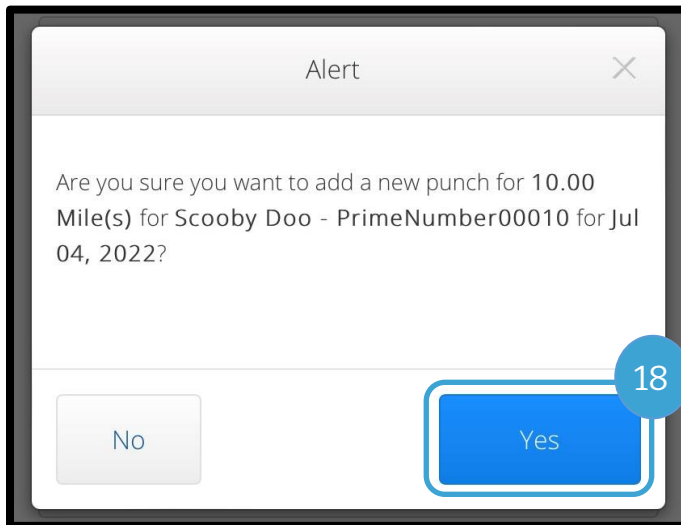 Alert
Are you sure you want to add a new punch for 10.00
Mile(s) for Scooby Doo - PrimeNumber00010 for Jul
04, 2022?
18
No
Yes